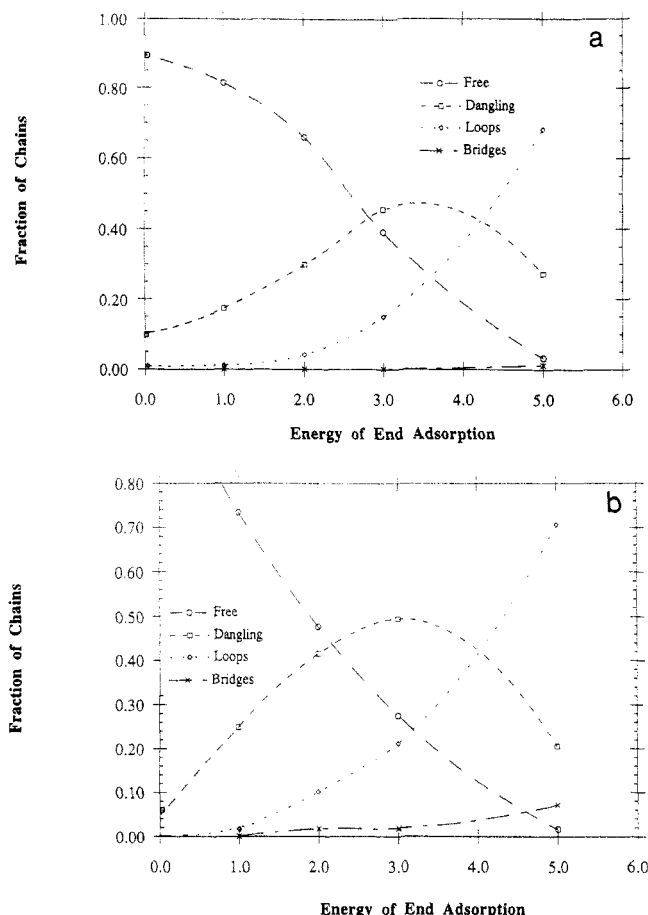 a
1.00
0.80
0.60
0.40
0.20
0.00
Fraction of Chains
Free
Dangling
Loops
Bridges
0.0 1.0 2.0 3.0 4.0 5.0 6.0
Energy of End Adsorption
b
0.80
0.70
0.60
0.50
0.40
0.30
0.20
0.10
0.00
Fraction of Chains
Free
Dangling
Loops
Bridges
0.0 1.0 2.0 3.0 4.0 5.0 6.0
Energy of End Adsorption